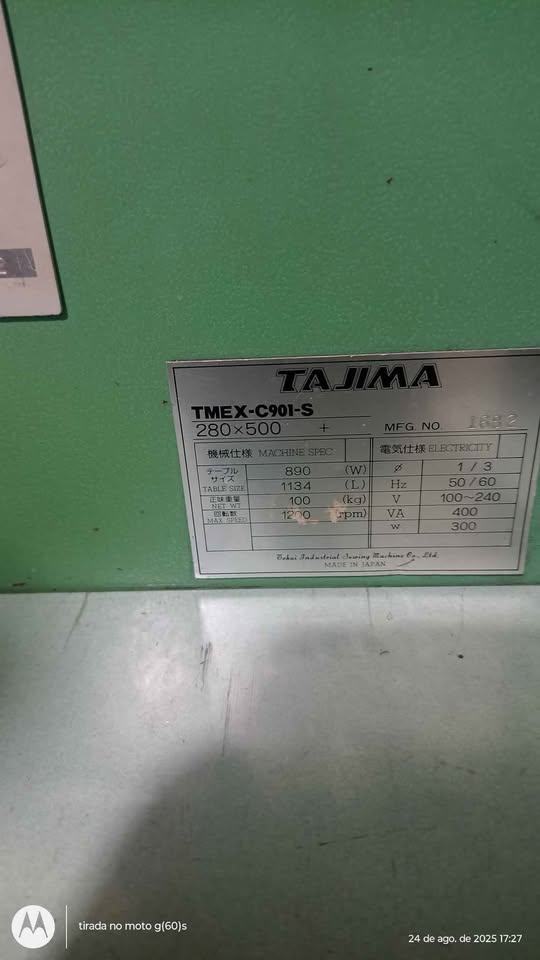 TAJIMA
TMEX-C901-S
280×500 + MFG. NO 1682
機械仕様 MACHINE SPEC 電気仕様 ELECTRICITY
テーブルサイズ TABLE SIZE 890 (W) ø 1/3
1134 (L) Hz 50/60
正味重量 NET WT 100 (kg) V 100~240
回転数 MAX. SPEED 1200 (rpm) VA 400
w 300
Tokai Industrial Sewing Machine Co., Ltd.
MADE IN JAPAN
tirada no moto g(60)s
24 de ago. de 2025 17:27